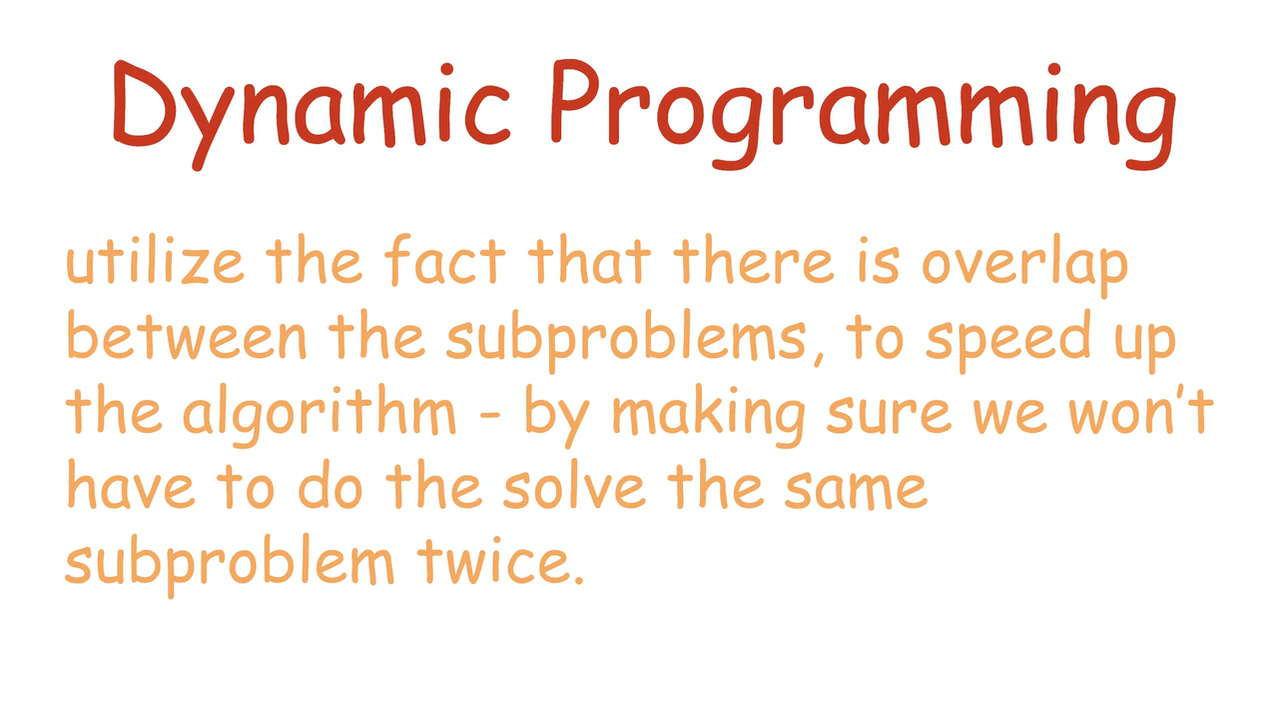 Dynamic Programming
utilize the fact that there is overlap
between the subproblems, to speed up
the algorithm - by making sure we won't
have to do the solve the same
subproblem twice.